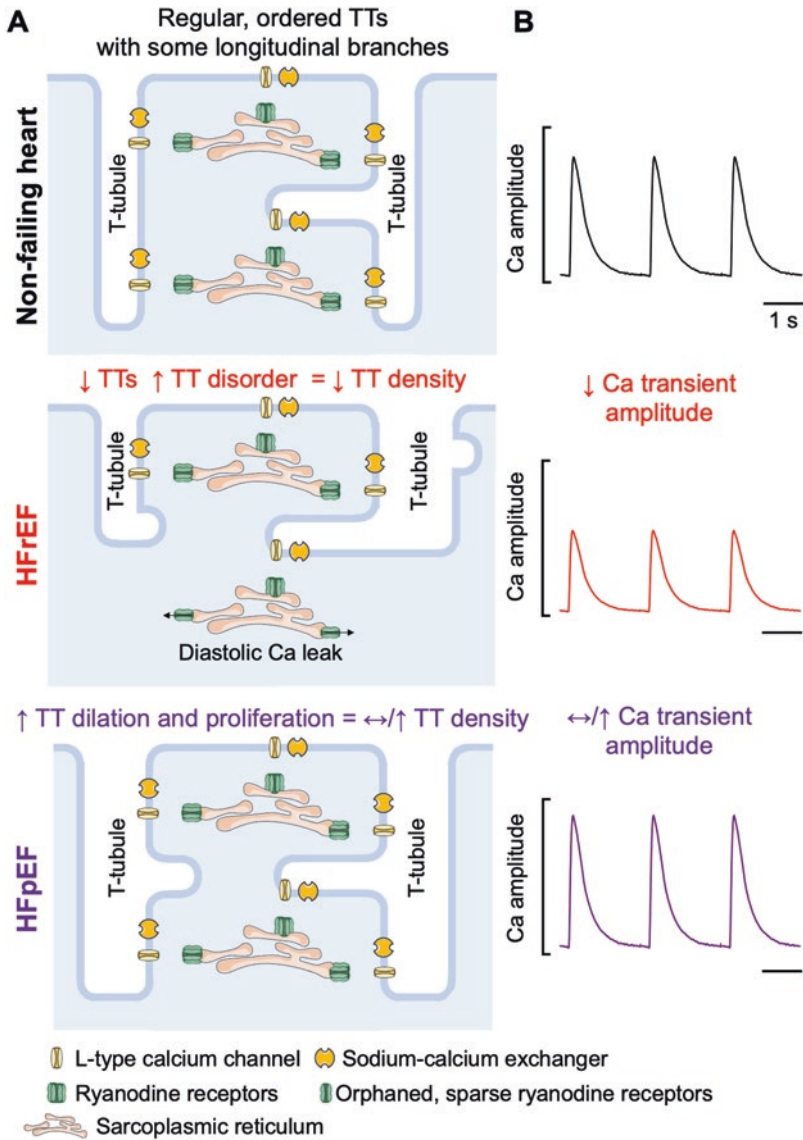 A
Regular, ordered TTs
with some longitudinal branches
B
Non-failing heart
T-tubule
T-tubule
Ca amplitude
1 s
↓ TTs ↑ TT disorder = ↓ TT density
↓ Ca transient
amplitude
HFrEF
T-tubule
T-tubule
Diastolic Ca leak
Ca amplitude
↑ TT dilation and proliferation = ↔/↑ TT density
↔/↑ Ca transient
amplitude
HFpEF
T-tubule
T-tubule
Ca amplitude
L-type calcium channel
Sodium-calcium exchanger
Ryanodine receptors
Orphaned, sparse ryanodine receptors
Sarcoplasmic reticulum